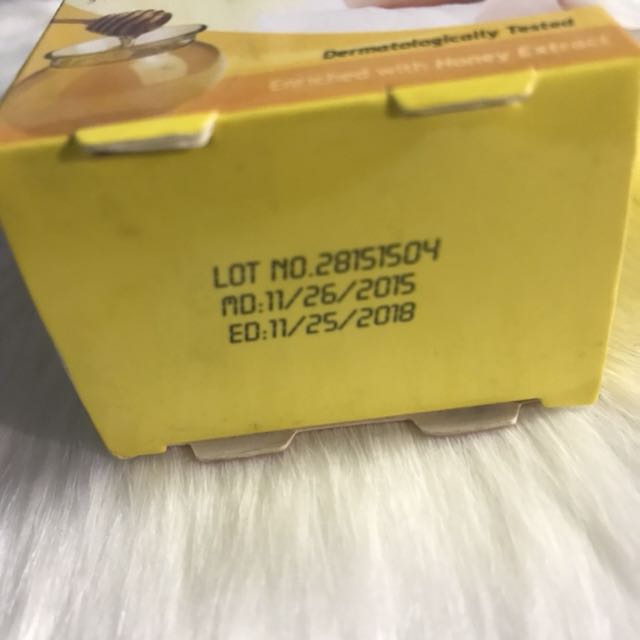 Dermatologically Tested
Enriched with Honey Extract
LOT NO.28151504
MD:11/26/2015
ED:11/25/2018